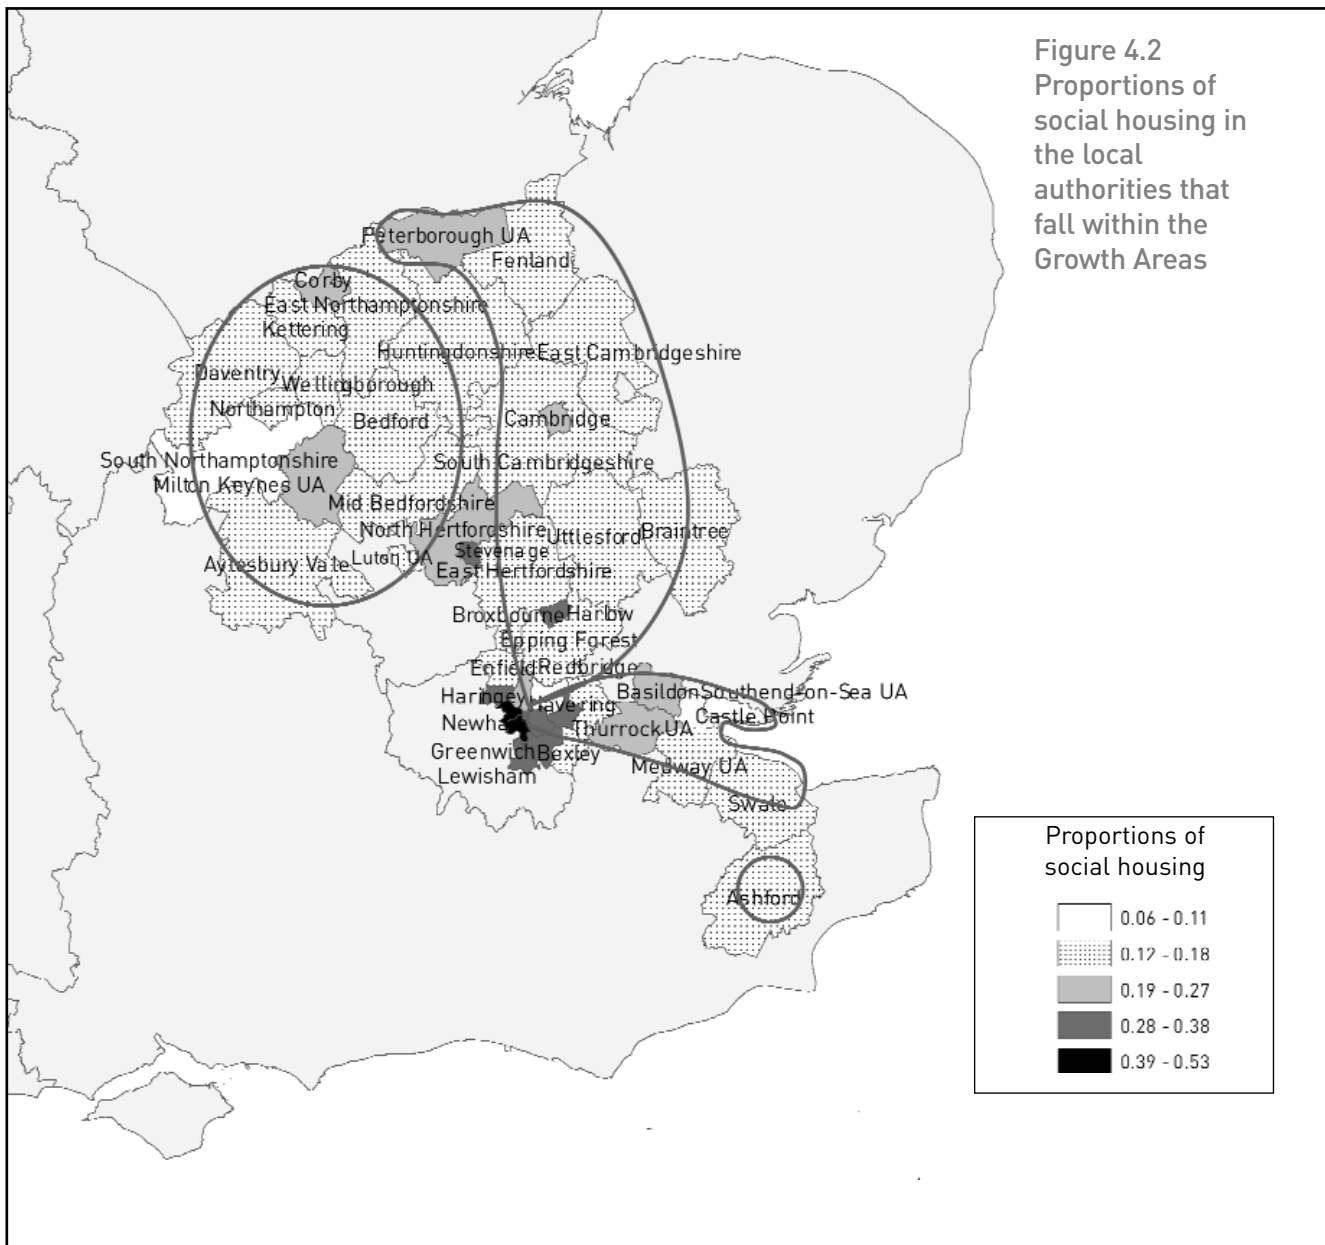 Figure 4.2
Proportions of
social housing in
the local
authorities that
fall within the
Growth Areas
Peterborough UA
Fenland
Corby
East Northamptonshire
Kettering
Huntingdonshire
East Cambridgeshire
Daventry
Wellingborough
Northampton
Bedford
Cambridge
South Northamptonshire
South Cambridgeshire
Milton Keynes UA
Mid Bedfordshire
North Hertfordshire
Uttlesford
Braintree
Stevenage
Luton UA
Aylesbury Vale
East Hertfordshire
Broxbourne
Harlow
Epping Forest
Enfield
Redbridge
Haringey
Havering
Basildon
Southend-on-Sea UA
Castle Point
Newha
Thurrock UA
Greenwich
Bexley
Medway UA
Lewisham
Swale
Ashford
Proportions of
social housing
0.06 - 0.11
0.12 - 0.18
0.19 - 0.27
0.28 - 0.38
0.39 - 0.53